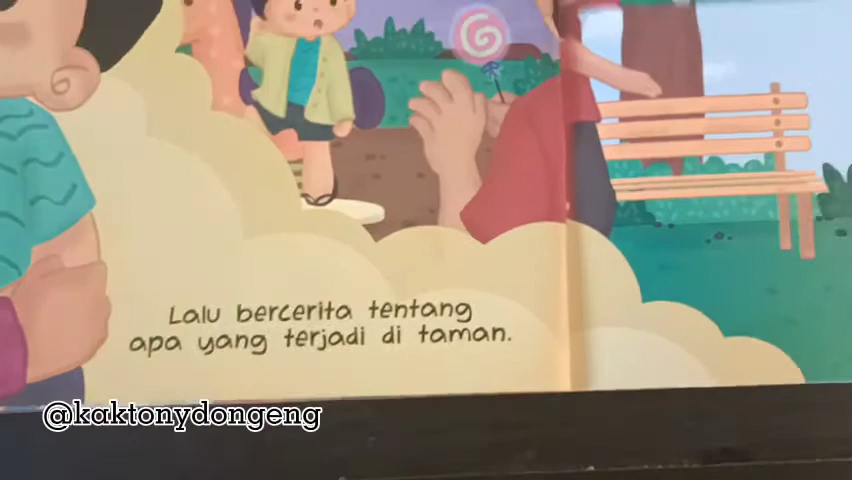 Lalu bercerita tentang
apa yang terjadi di taman.
@kaktonydongeng